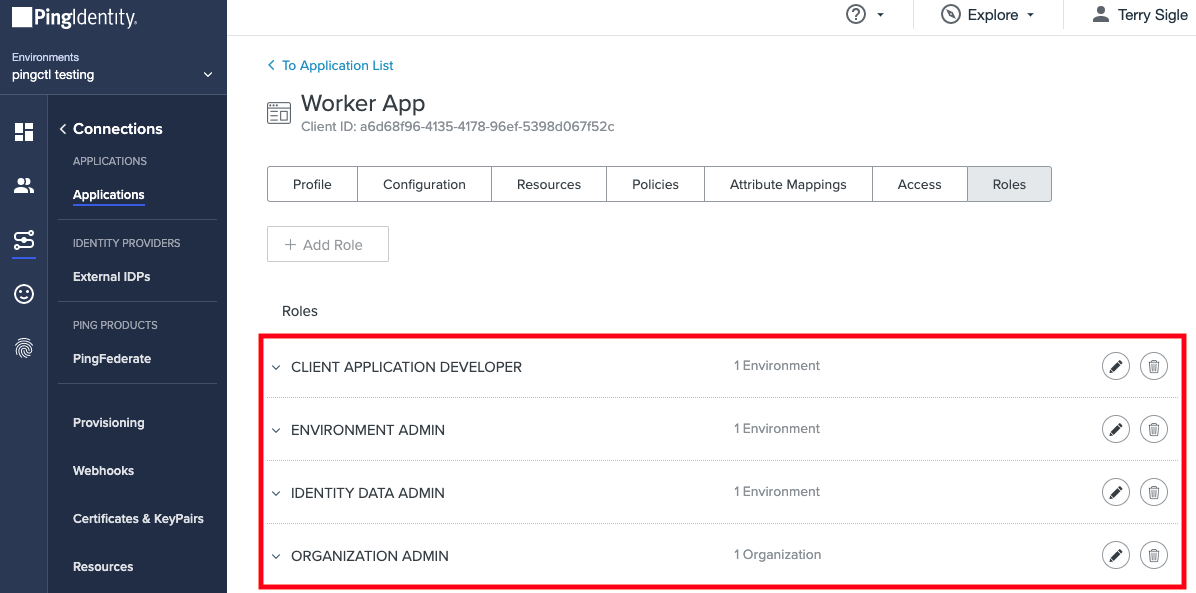 PingIdentity.
Environments
pingctl testing
Connections
APPLICATIONS
Applications
IDENTITY PROVIDERS
External IDPs
PING PRODUCTS
PingFederate
Provisioning
Webhooks
Certificates & KeyPairs
Resources
? Explore Terry Sigle
To Application List
Worker App
Client ID: a6d68f96-4135-4178-96ef-5398d067f52c
Profile Configuration Resources Policies Attribute Mappings Access Roles
+ Add Role
Roles
CLIENT APPLICATION DEVELOPER 1 Environment
ENVIRONMENT ADMIN 1 Environment
IDENTITY DATA ADMIN 1 Environment
ORGANIZATION ADMIN 1 Organization